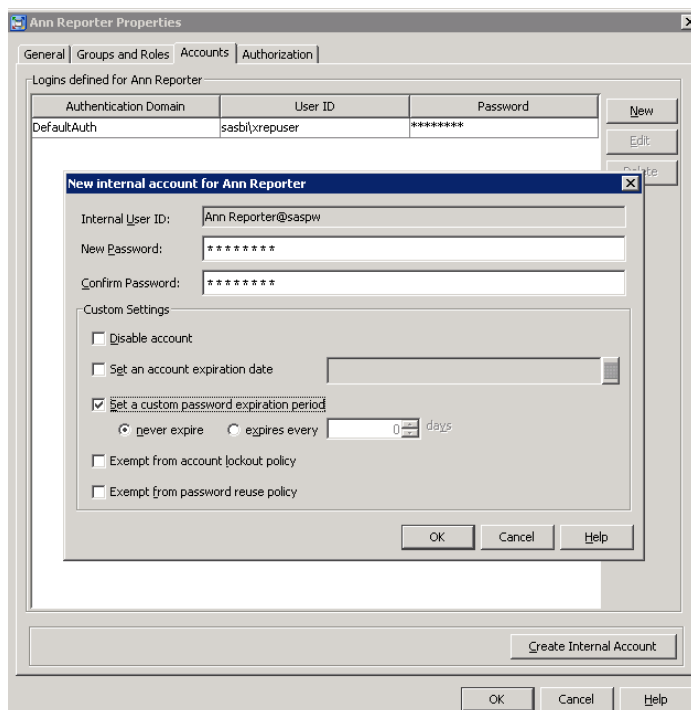 Ann Reporter Properties
General Groups and Roles Accounts Authorization
Logins defined for Ann Reporter
Authentication Domain User ID Password
DefaultAuth sasbi\xrepuser ********
New
Edit
Delete
New internal account for Ann Reporter
Internal User ID: Ann Reporter@saspw
New Password: ********
Confirm Password: ********
Custom Settings
Disable account
Set an account expiration date
Set a custom password expiration period
never expire expires every 0 days
Exempt from account lockout policy
Exempt from password reuse policy
OK Cancel Help
Create Internal Account
OK Cancel Help